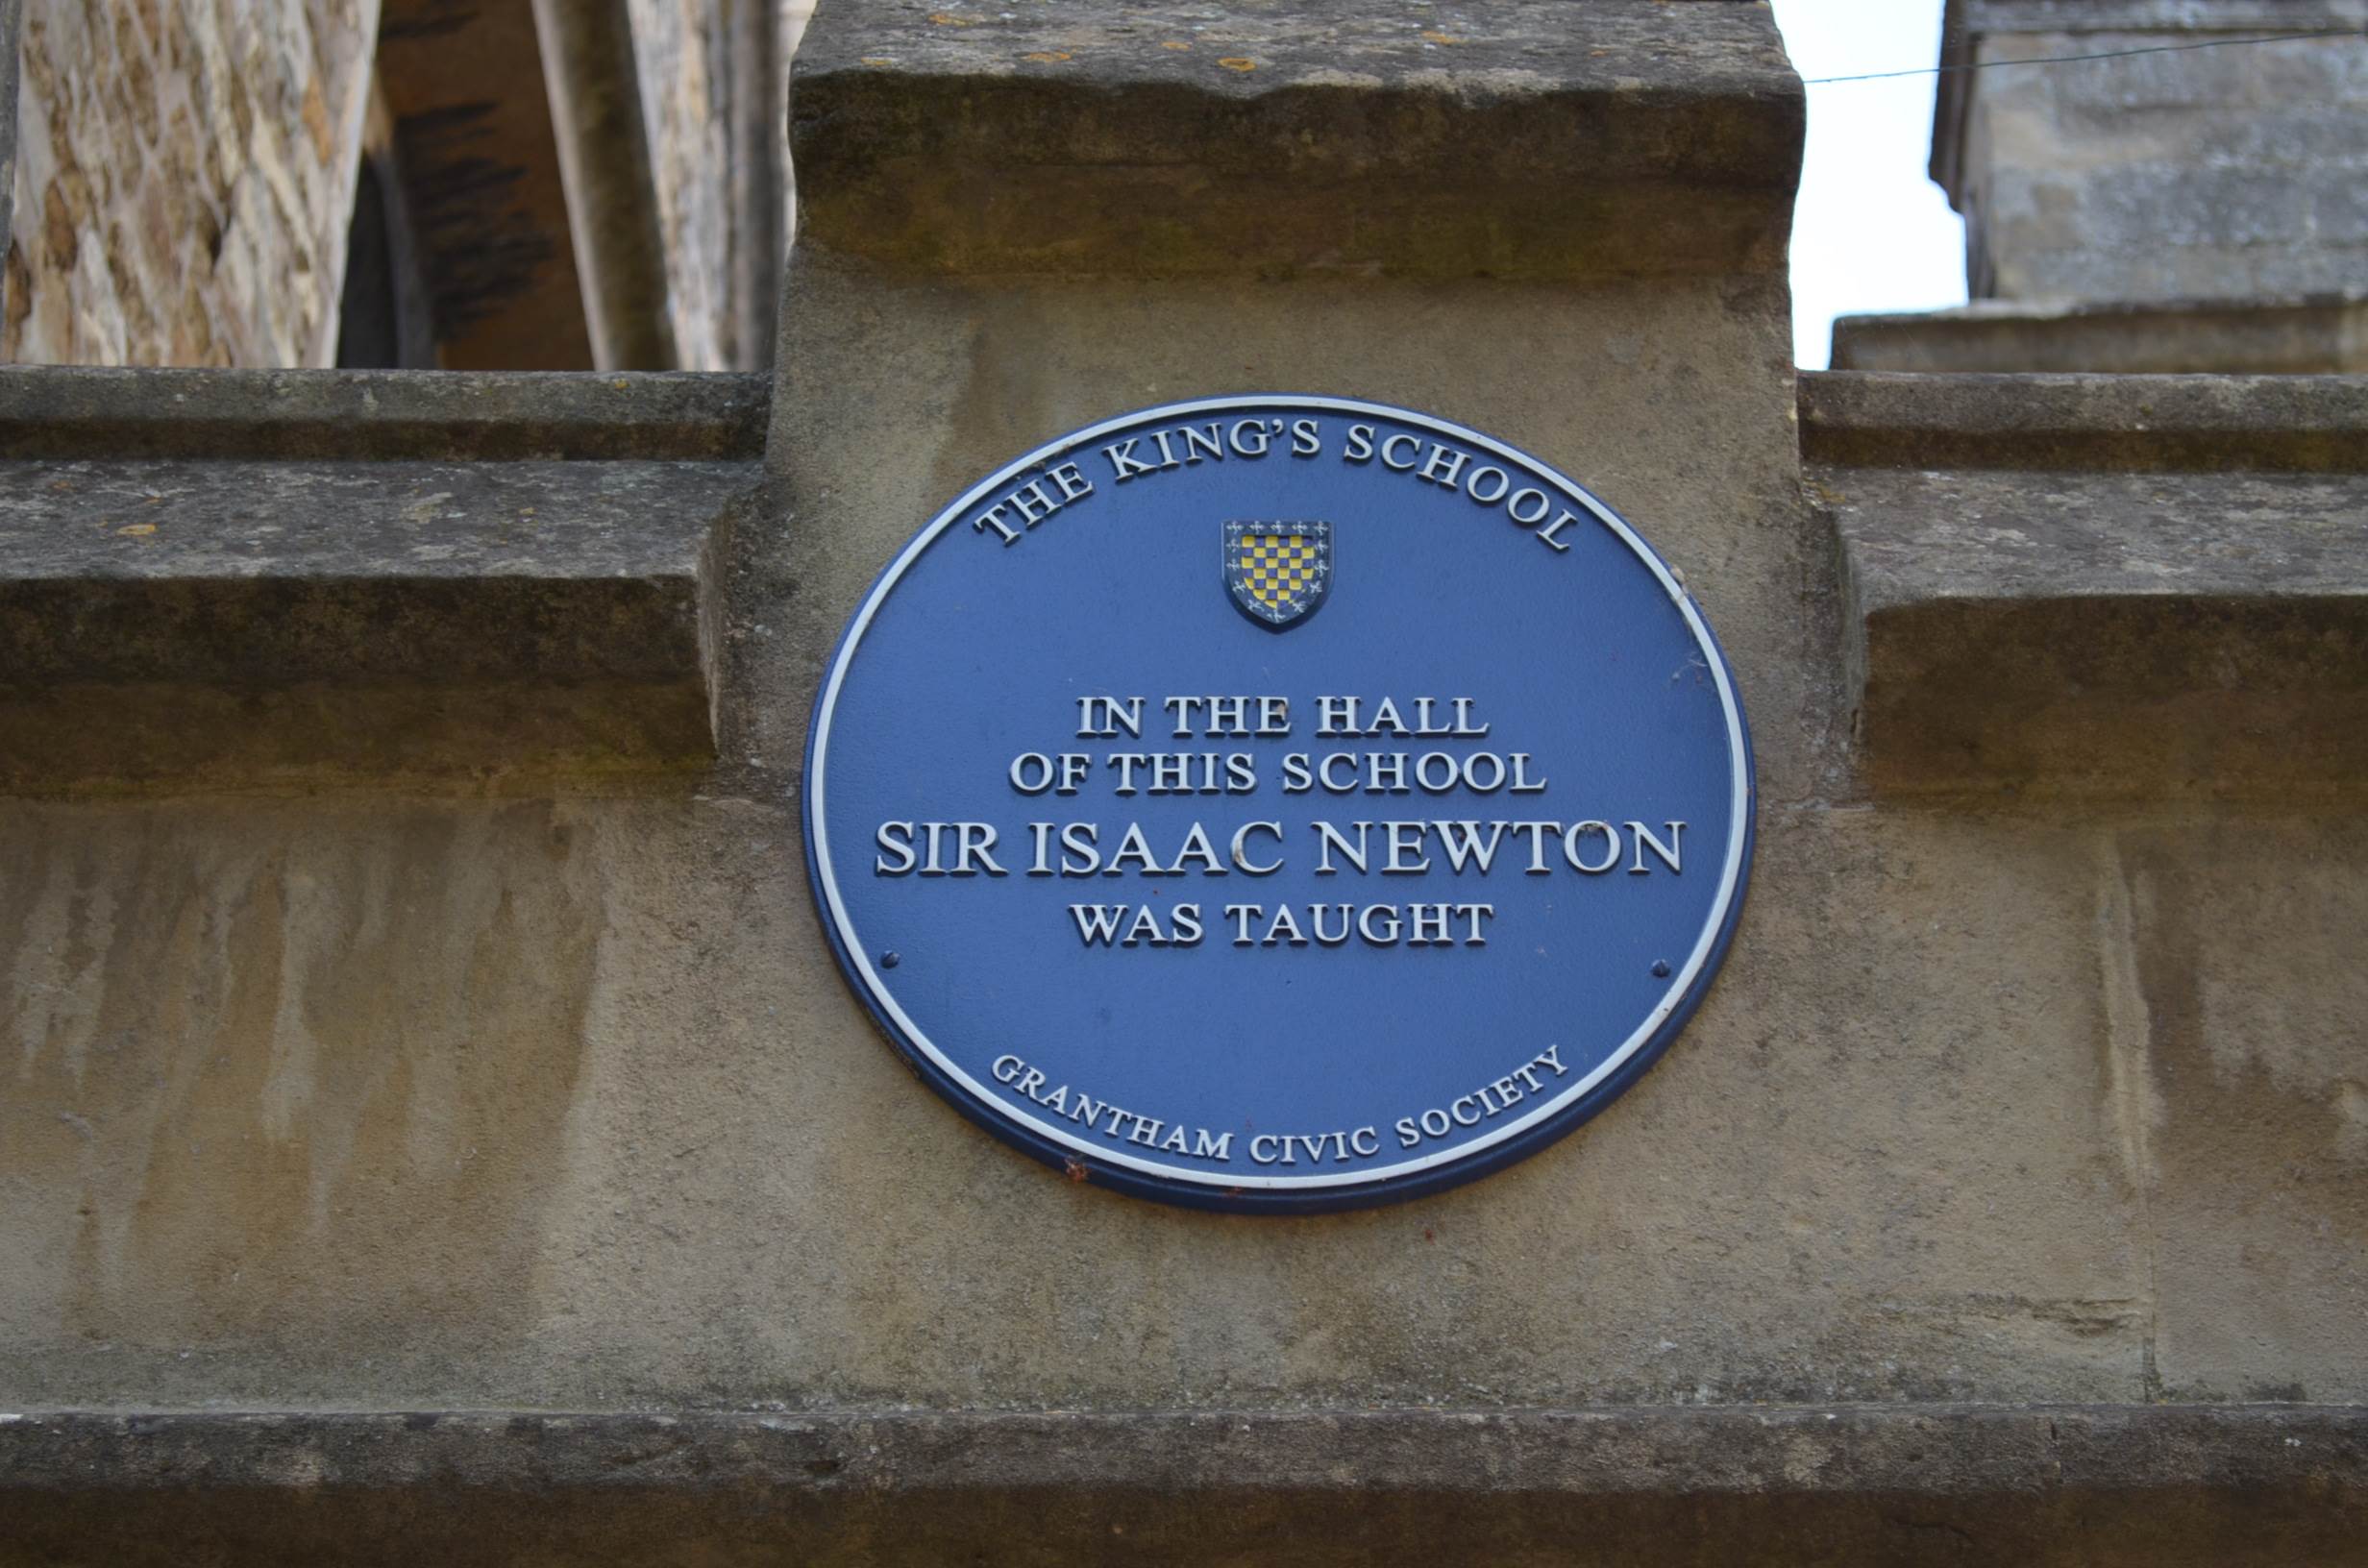 THE KING'S SCHOOL
IN THE HALL
OF THIS SCHOOL
SIR ISAAC NEWTON
WAS TAUGHT
GRANTHAM CIVIC SOCIETY